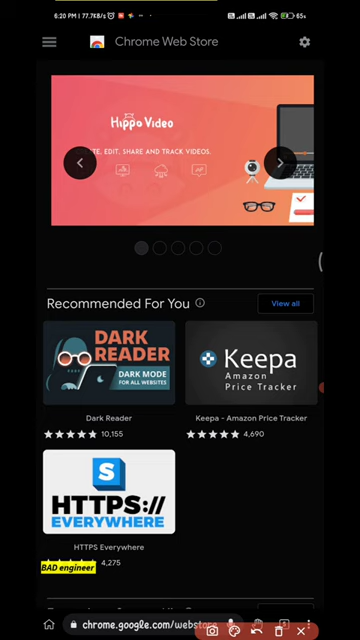 6:20 PM | 77.7KB/s
65%
Chrome Web Store
Hippo Video
TE, EDIT, SHARE AND TRACK VIDEOS.
Recommended For You
View all
DARK
READER
DARK MODE
FOR ALL WEBSITES
Keepa
Amazon
Price Tracker
Dark Reader
Keepa - Amazon Price Tracker
10,155
4,690
S
HTTPS://
EVERYWHERE
HTTPS Everywhere
BAD engineer
4,275
chrome.google.com/webstore